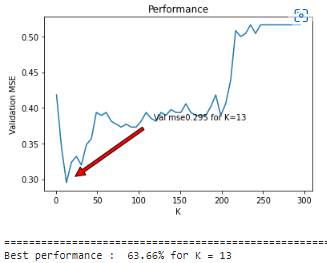 Performance
0.50
0.45
Validation MSE
0.40
Val mse0.295 for K=13
0.35
0.30
0 50 100 150 200 250 300
K
Best performance :  63.66% for K = 13